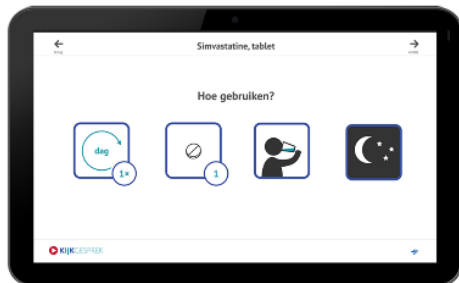 Simvastatine, tablet
Hoe gebruiken?
dag
1×
1
KIJKGESPREK